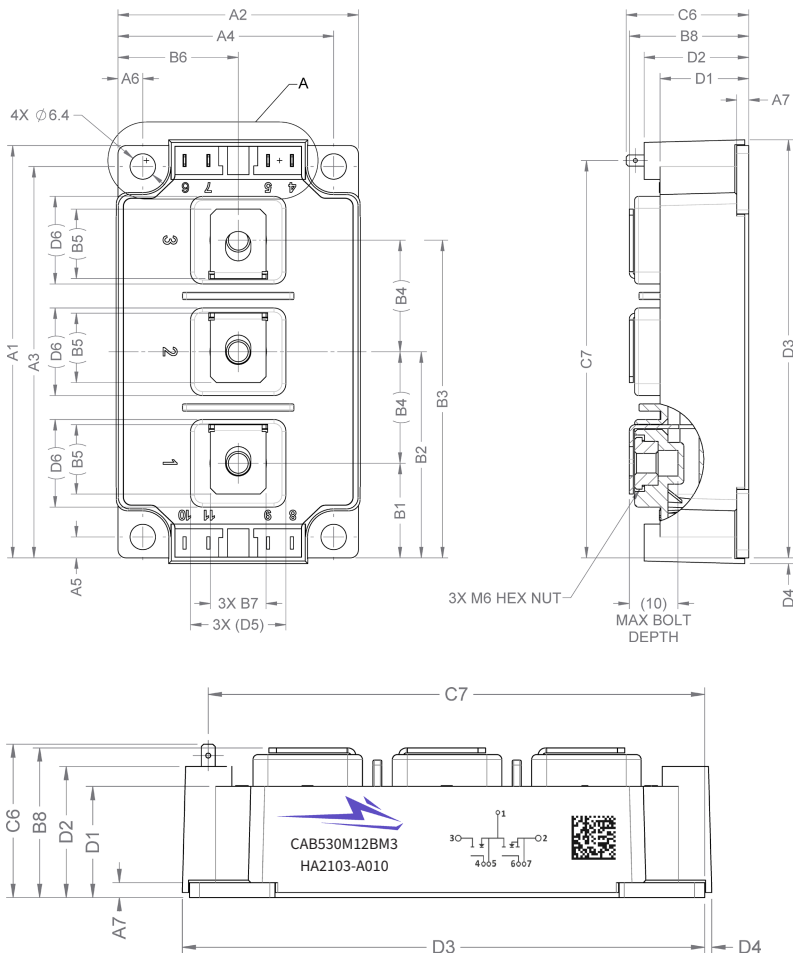 A2
A4
B6
A6
A
4X ∅6.4
6
7
5
4
3
2
1
10
11
9
8
(D6)
(B5)
(D6)
(B5)
(D6)
(B5)
A1
A3
A5
(B4)
(B4)
B3
B2
B1
3X B7
3X (D5)
C6
B8
D2
D1
A7
C7
D3
D4
3X M6 HEX NUT
(10)
MAX BOLT
DEPTH
C7
C6
B8
D2
D1
A7
CAB530M12BM3
HA2103-A010
1
3
2
4
5
6
7
D3
D4